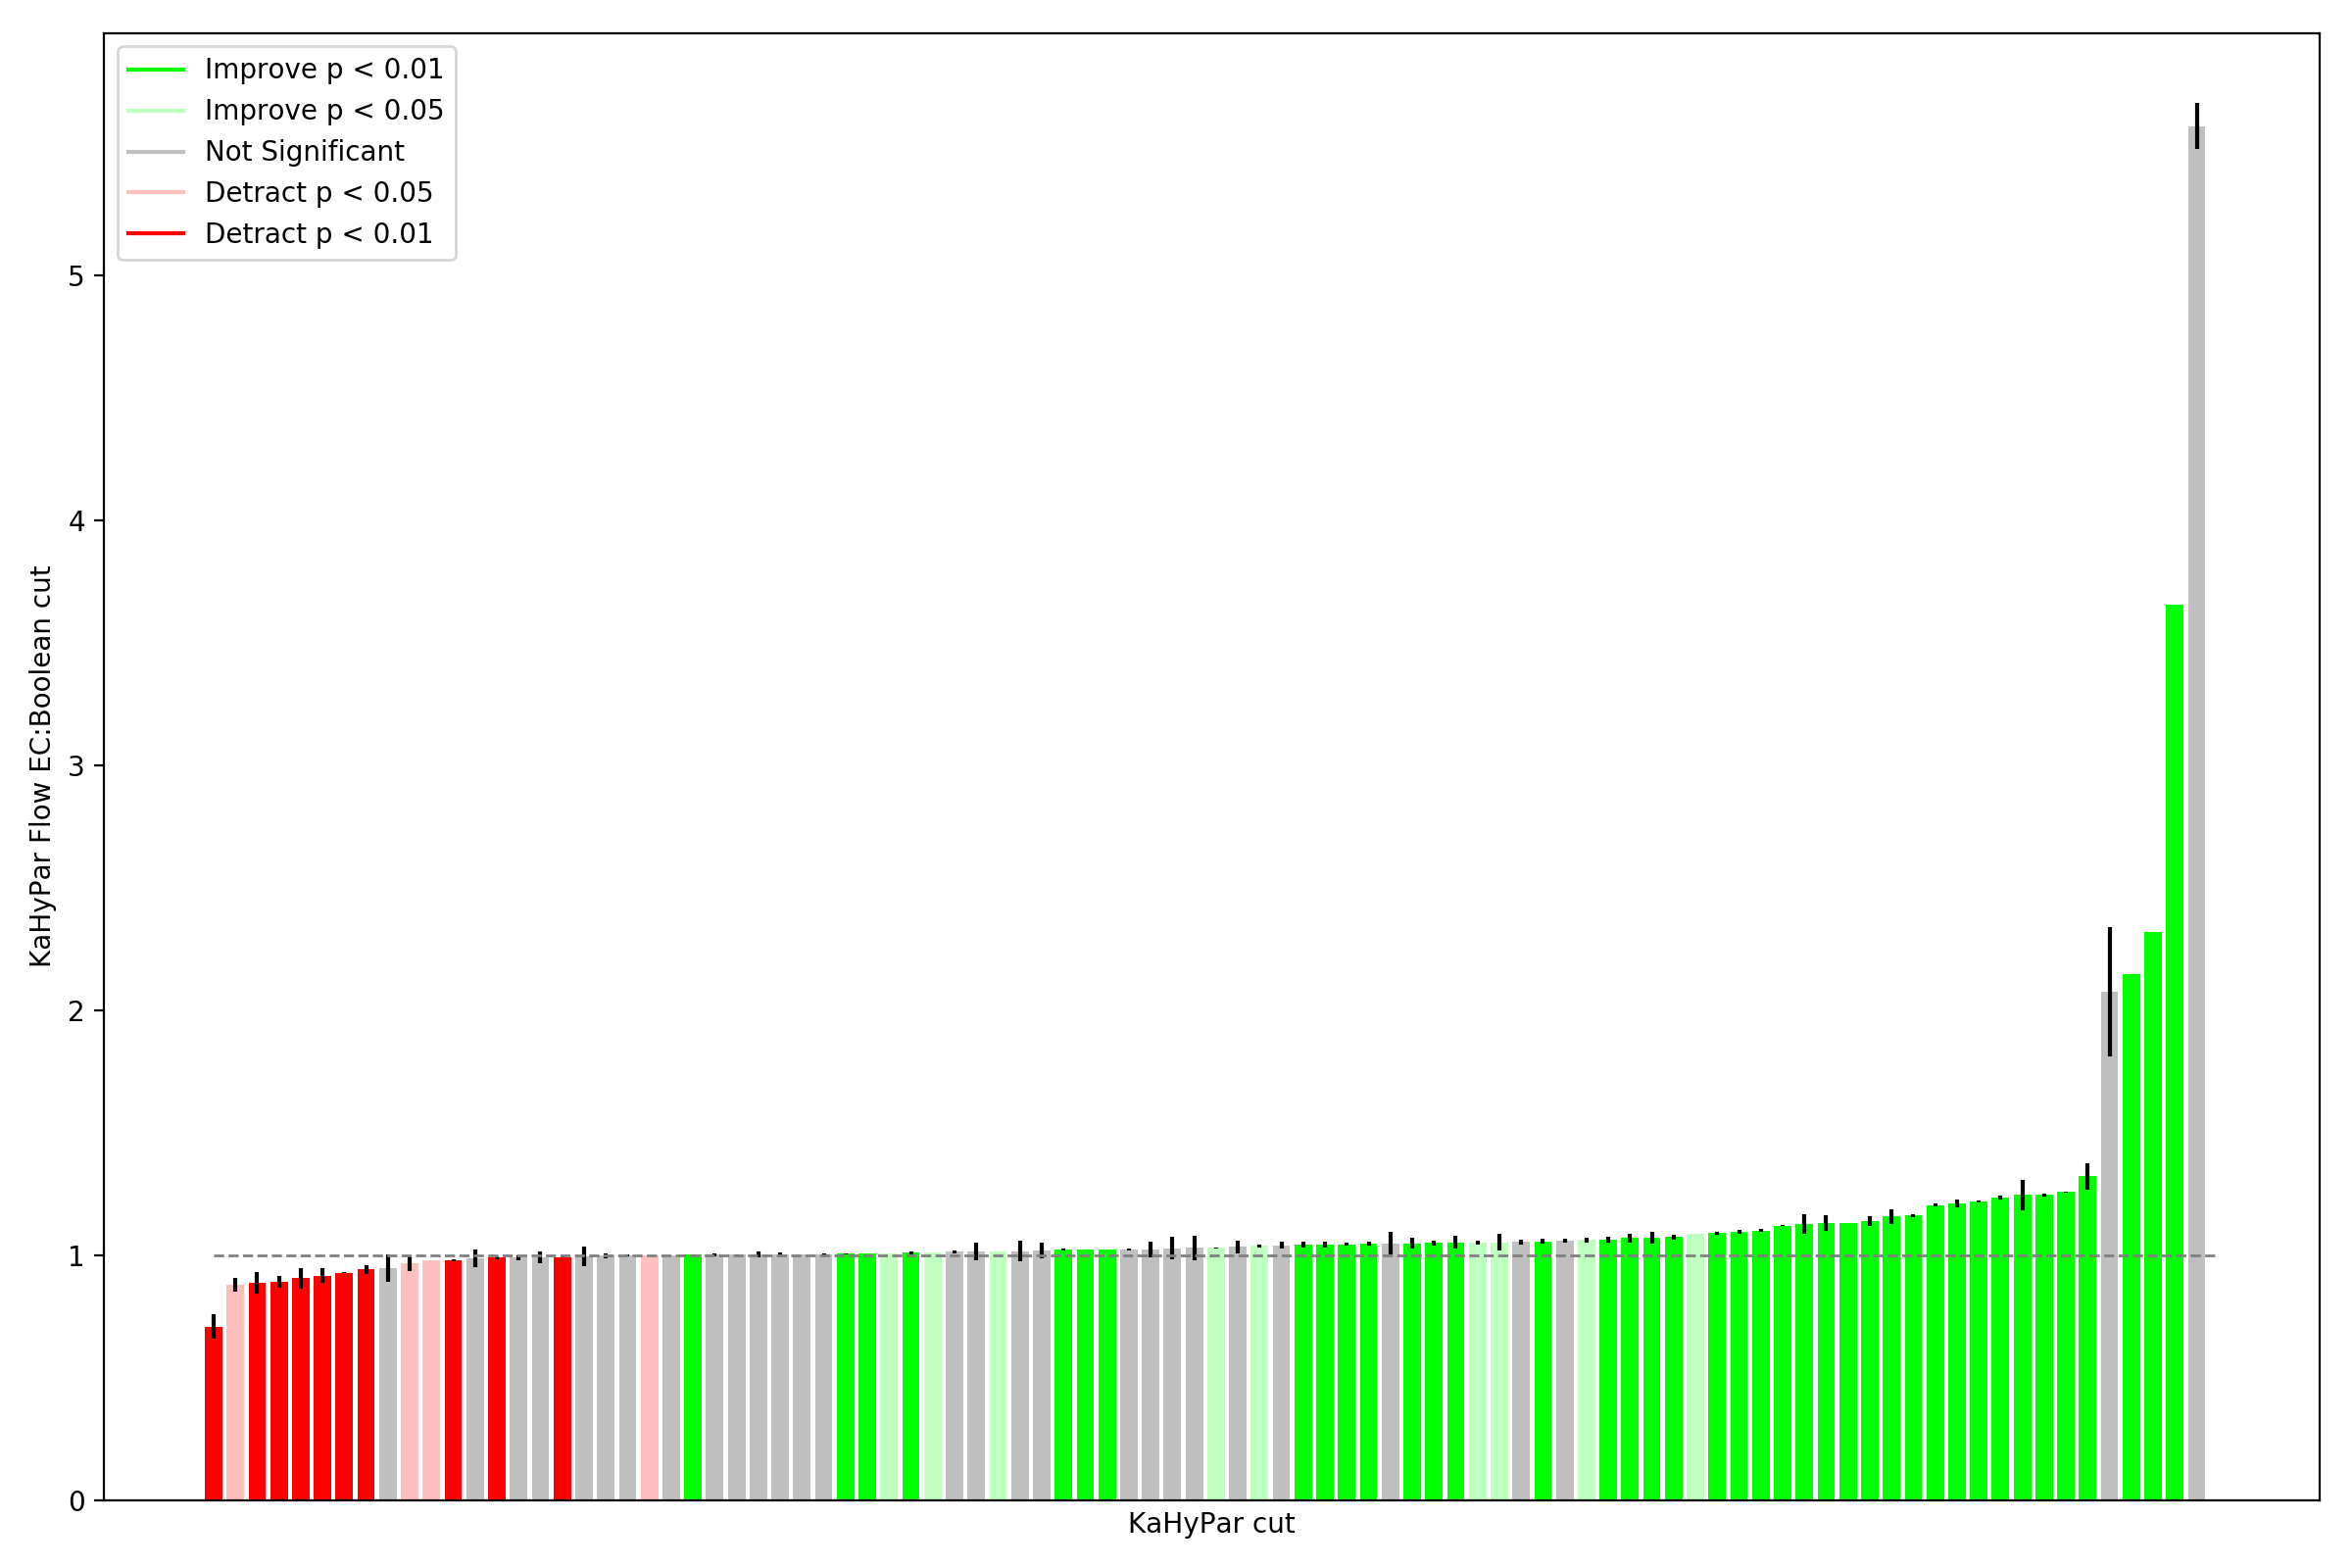 Improve p < 0.01
Improve p < 0.05
Not Significant
Detract p < 0.05
Detract p < 0.01
5
4
3
2
1
0
KaHyPar Flow EC:Boolean cut
KaHyPar cut